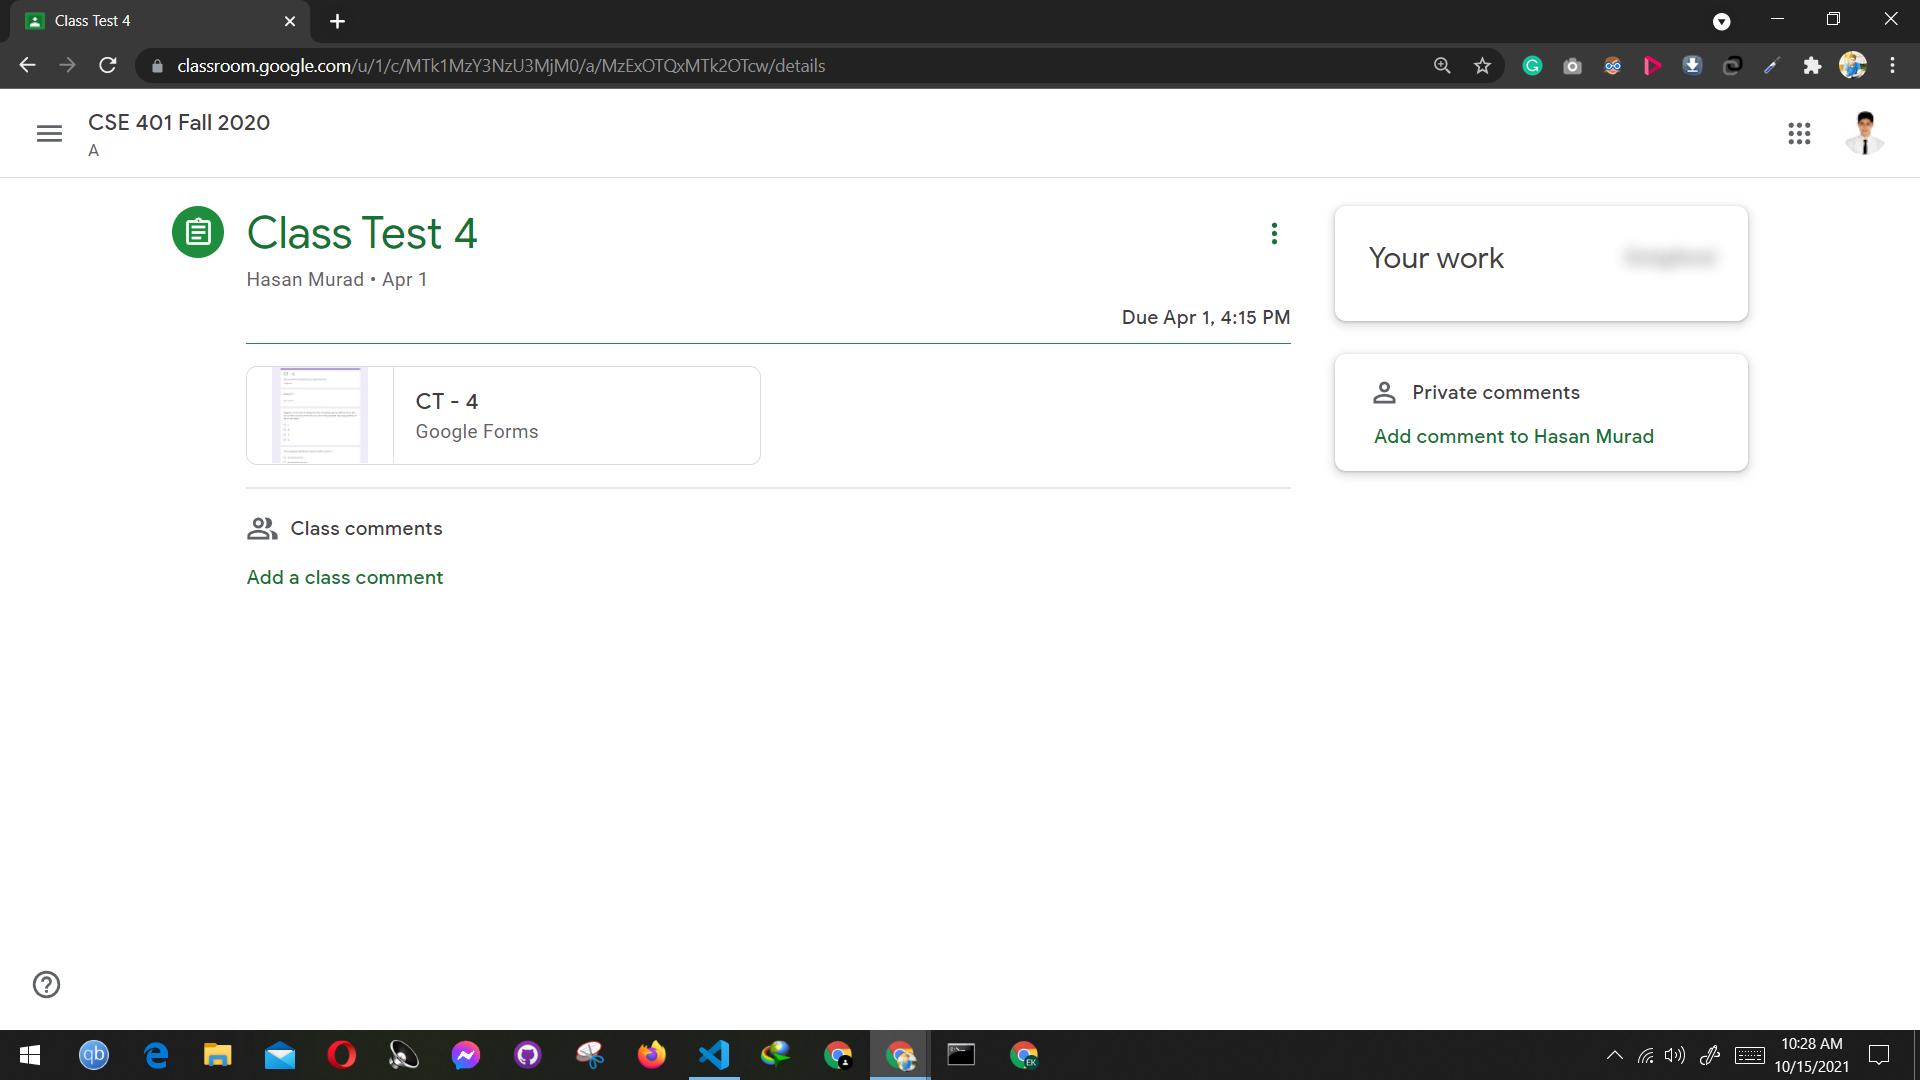 Class Test 4
classroom.google.com/u/1/c/MTk1MzY3NzU3MjM0/a/MzExOTQxMTk2OTcw/details
CSE 401 Fall 2020
A
Class Test 4
Hasan Murad • Apr 1
Due Apr 1, 4:15 PM
CT - 4
Google Forms
Class comments
Add a class comment
Your work
Private comments
Add comment to Hasan Murad
qb
EK
10:28 AM
10/15/2021